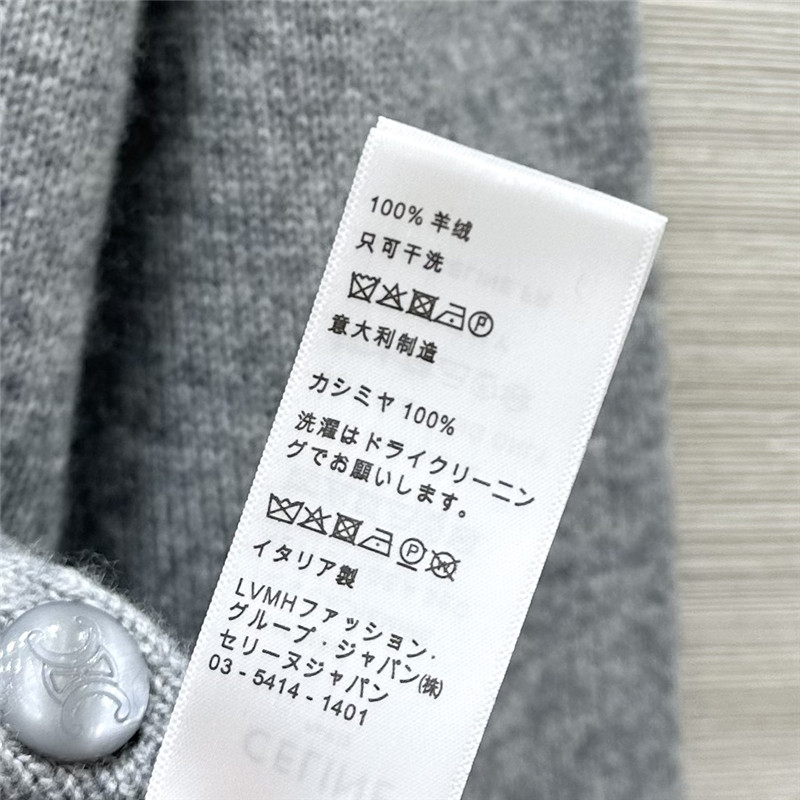 100% 羊绒
只可干洗
P
意大利制造
カシミヤ 100%
洗濯はドライクリーニン
グでお願いします。
P W
イタリア製
LVMHファッション・
グループ・ジャパン(株)
セリーヌジャパン
03 - 5414 - 1401
CELINE